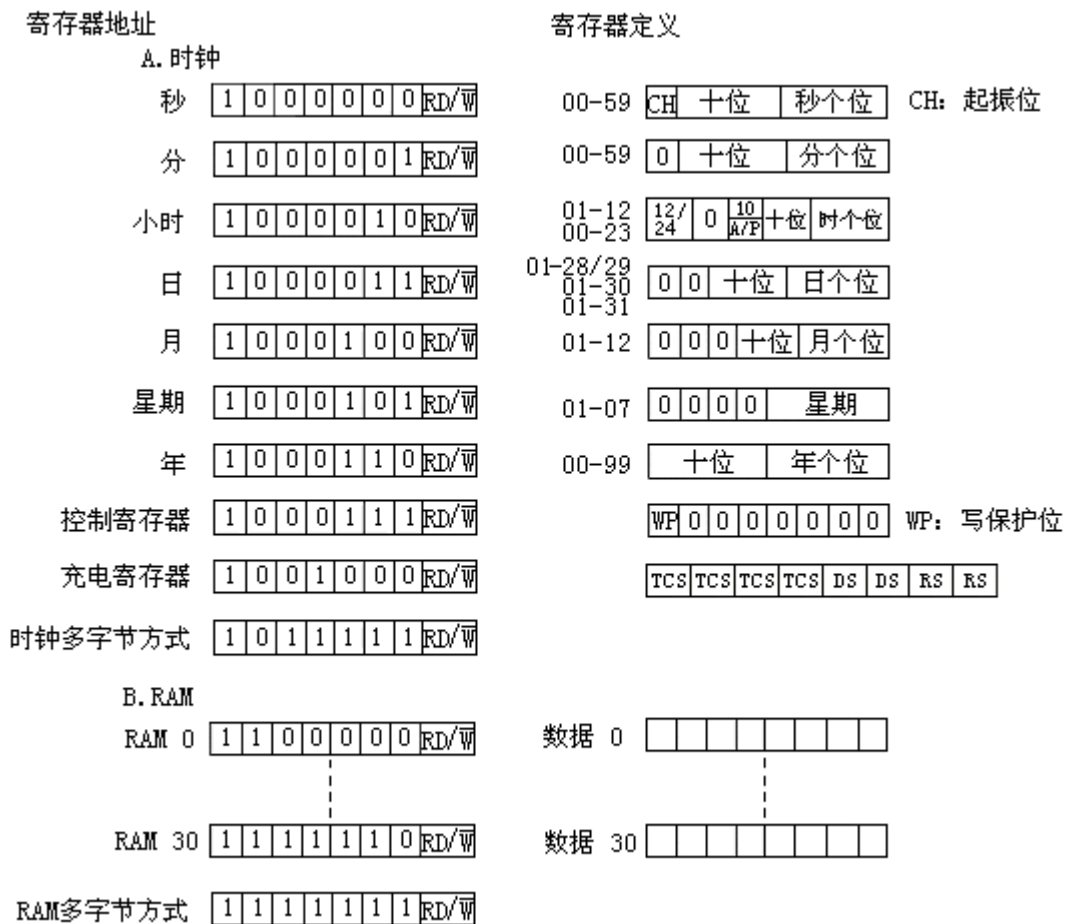 寄存器地址 寄存器定义
A.时钟
秒 1 0 0 0 0 0 0 RD/W̅ 00-59 CH 十位 秒个位 CH: 起振位
分 1 0 0 0 0 0 1 RD/W̅ 00-59 0 十位 分个位
小时 1 0 0 0 0 1 0 RD/W̅ 01-12 00-23 12/24 0 10 A/P 十位 时个位
日 1 0 0 0 0 1 1 RD/W̅ 01-28/29 01-30 01-31 0 0 十位 日个位
月 1 0 0 0 1 0 0 RD/W̅ 01-12 0 0 0 十位 月个位
星期 1 0 0 0 1 0 1 RD/W̅ 01-07 0 0 0 0 星期
年 1 0 0 0 1 1 0 RD/W̅ 00-99 十位 年个位
控制寄存器 1 0 0 0 1 1 1 RD/W̅ WP 0 0 0 0 0 0 0 WP: 写保护位
充电寄存器 1 0 0 1 0 0 0 RD/W̅ TCS TCS TCS TCS DS DS RS RS
时钟多字节方式 1 0 1 1 1 1 1 RD/W̅
B.RAM
RAM 0 1 1 0 0 0 0 0 RD/W̅ 数据 0
RAM 30 1 1 1 1 1 1 0 RD/W̅ 数据 30
RAM多字节方式 1 1 1 1 1 1 1 RD/W̅